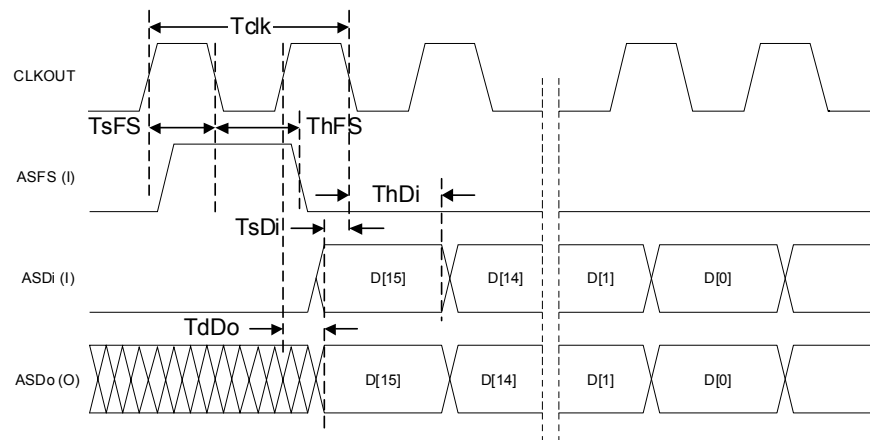 Tclk
CLKOUT
TsFS
ThFS
ASFS (I)
ThDi
TsDi
ASDi (I)
D[15]
D[14]
D[1]
D[0]
TdDo
ASDo (O)
D[15]
D[14]
D[1]
D[0]